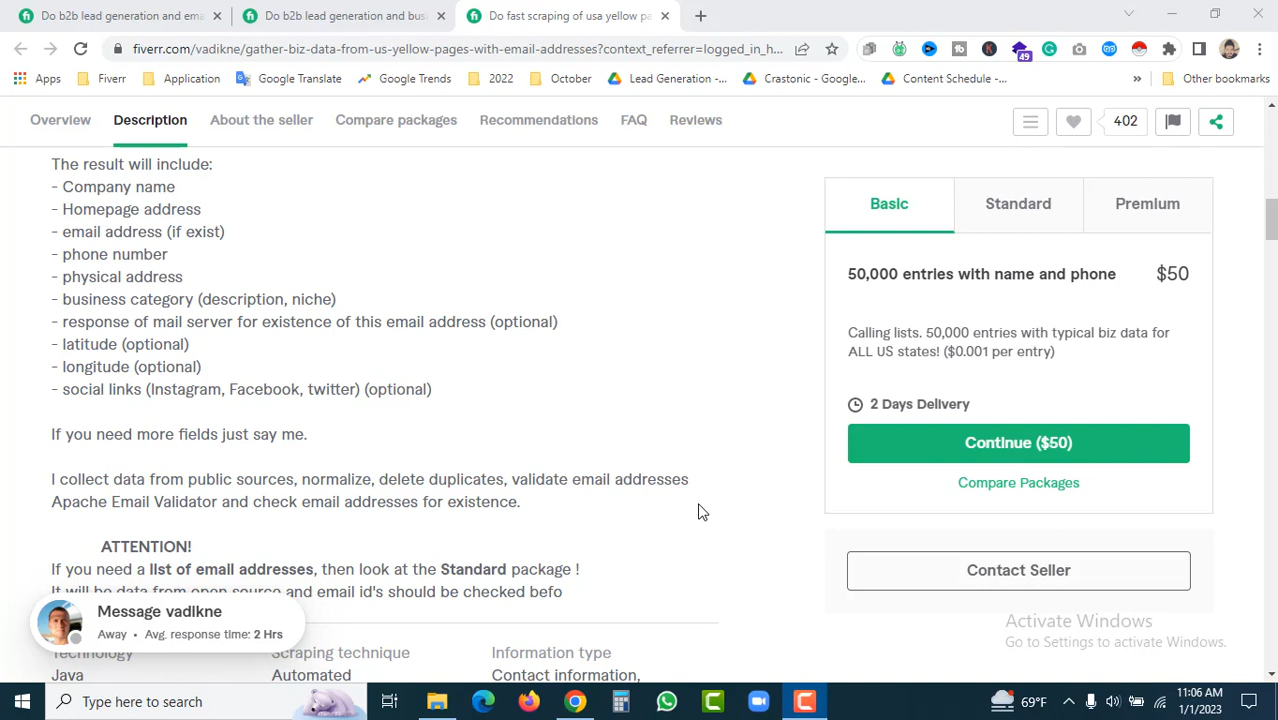 Do b2b lead generation and ema
Do b2b lead generation and busi
Do fast scraping of usa yellow pa
fiverr.com/vadikne/gather-biz-data-from-us-yellow-pages-with-email-addresses?context_referrer=logged_in_h...
49
Apps
Fiverr
Application
Google Translate
Google Trends
2022
October
Lead Generation -...
Crastonic - Google...
Content Schedule -...
»
Other bookmarks
Overview
Description
About the seller
Compare packages
Recommendations
FAQ
Reviews
402
The result will include:
- Company name
- Homepage address
- email address (if exist)
- phone number
- physical address
- business category (description, niche)
- response of mail server for existence of this email address (optional)
- latitude (optional)
- longitude (optional)
- social links (Instagram, Facebook, twitter) (optional)
If you need more fields just say me.
I collect data from public sources, normalize, delete duplicates, validate email addresses
Apache Email Validator and check email addresses for existence.
ATTENTION!
If you need a list of email addresses, then look at the Standard package !
It will be data from open source and email id's should be checked befo
Technology
Scraping technique
Information type
Java
Automated
Contact information,
Message vadikne
Away • Avg. response time: 2 Hrs
Basic
Standard
Premium
50,000 entries with name and phone
$50
Calling lists. 50,000 entries with typical biz data for
ALL US states! ($0.001 per entry)
2 Days Delivery
Continue ($50)
Compare Packages
Contact Seller
Activate Windows
Go to Settings to activate Windows.
Type here to search
69°F
11:06 AM
1/1/2023